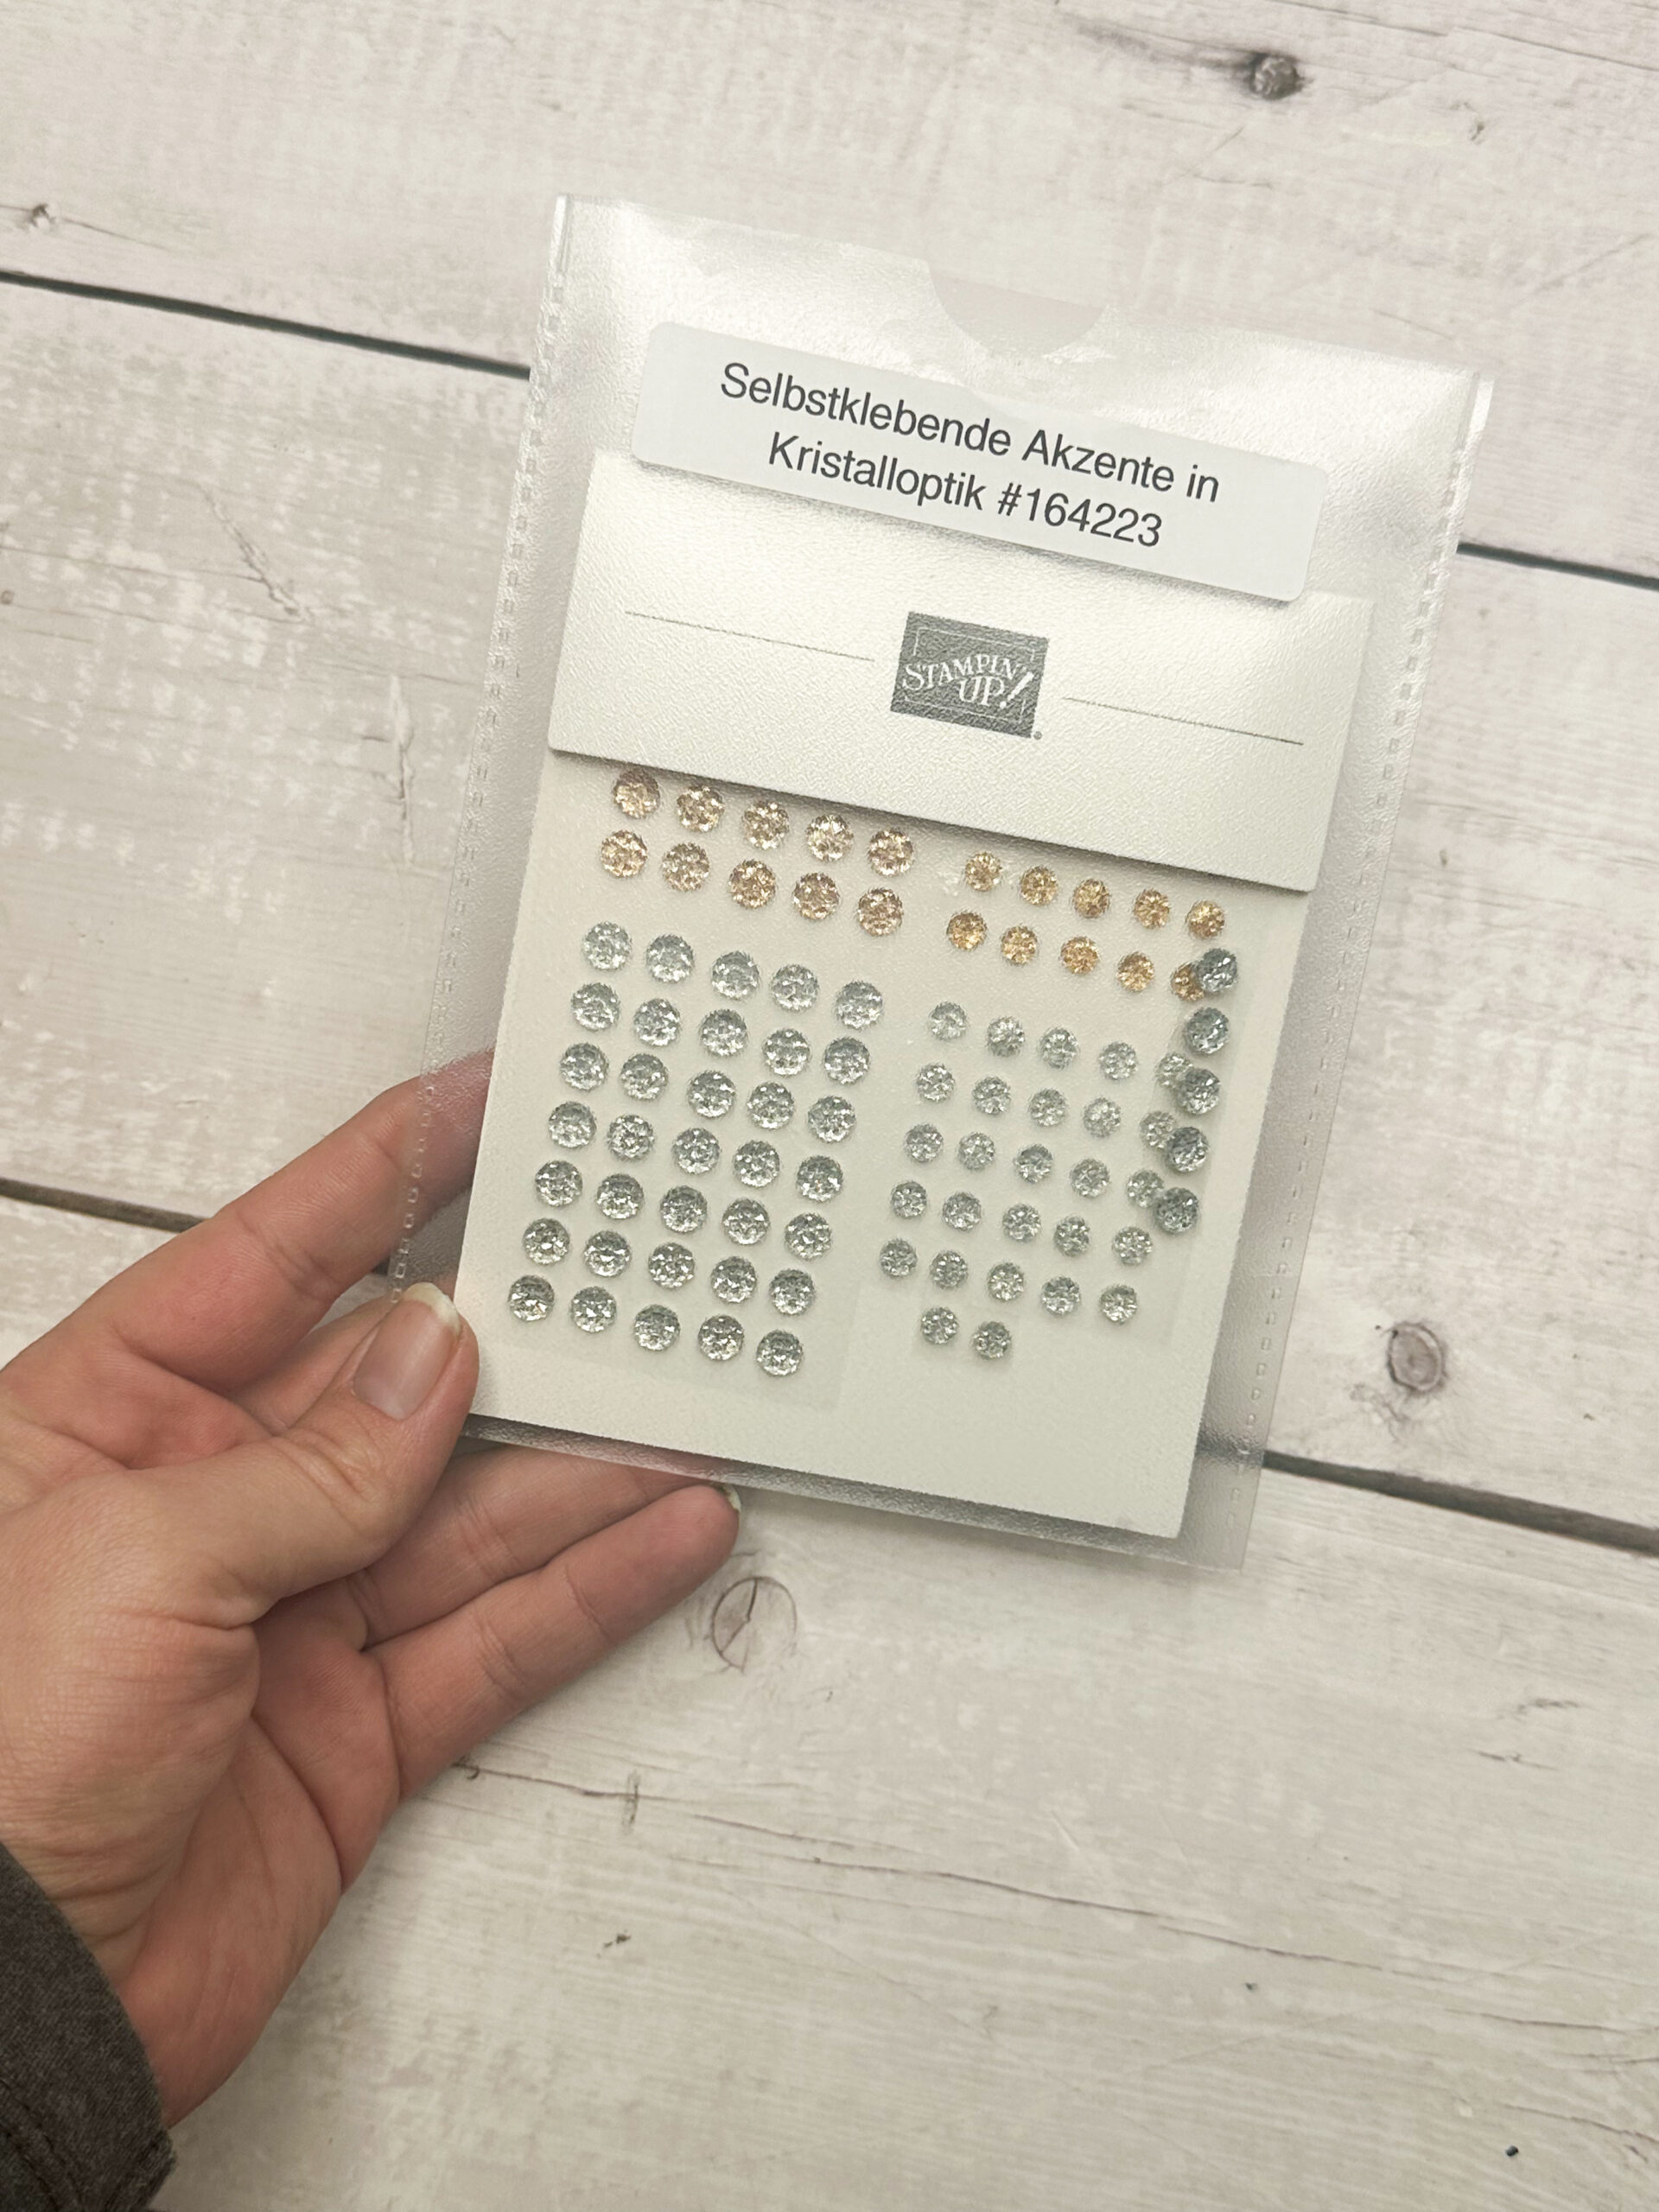 Selbstklebende Akzente in
Kristalloptik #164223
STAMPIN'
UP!®